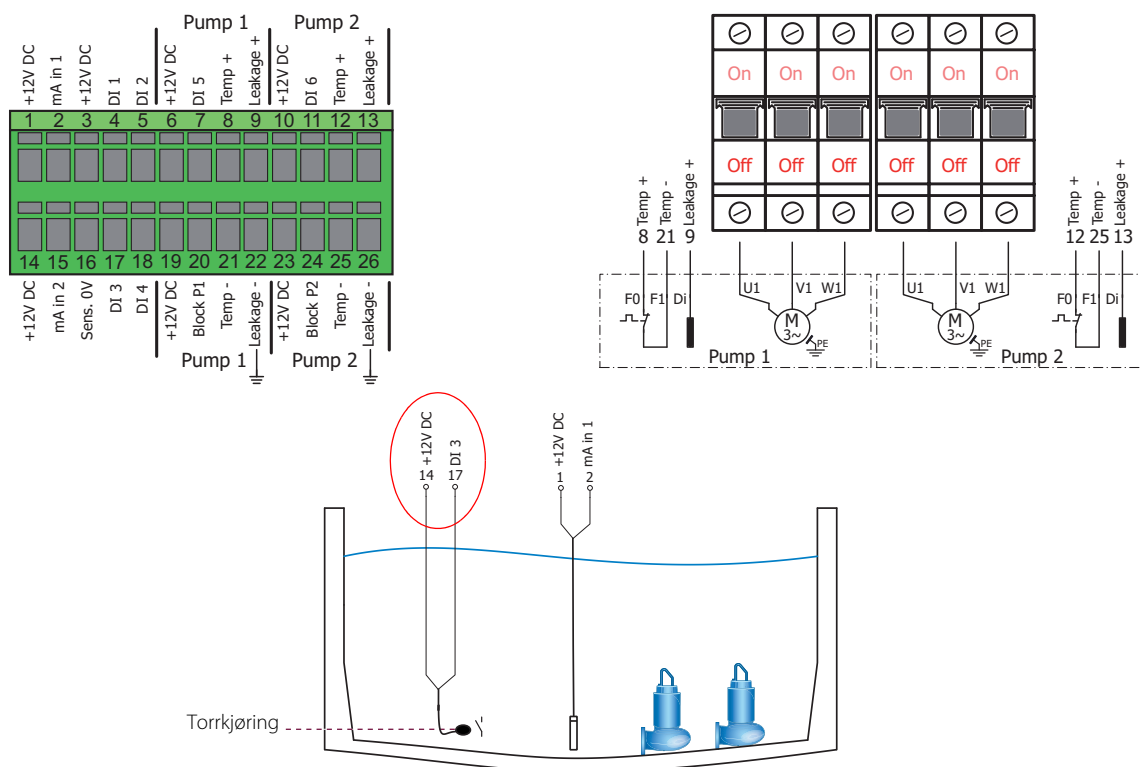 Pump 1
Pump 2
+12V DC
mA in 1
+12V DC
DI 1
DI 2
+12V DC
DI 5
Temp +
Leakage +
+12V DC
DI 6
Temp +
Leakage +
1 2 3 4 5 6 7 8 9 10 11 12 13
14 15 16 17 18 19 20 21 22 23 24 25 26
+12V DC
mA in 2
Sens. 0V
DI 3
DI 4
+12V DC
Block P1
Temp -
Leakage -
+12V DC
Block P2
Temp -
Leakage -
Pump 1
Pump 2
On On On On On On
Off Off Off Off Off Off
8 Temp +
21 Temp -
9 Leakage +
12 Temp +
25 Temp -
13 Leakage +
F0 F1 Di
U1 V1 W1
M
3~
PE
Pump 1
U1 V1 W1
M
3~
PE
F0 F1 Di
Pump 2
14 +12V DC
17 DI 3
1 +12V DC
2 mA in 1
Torrkjøring